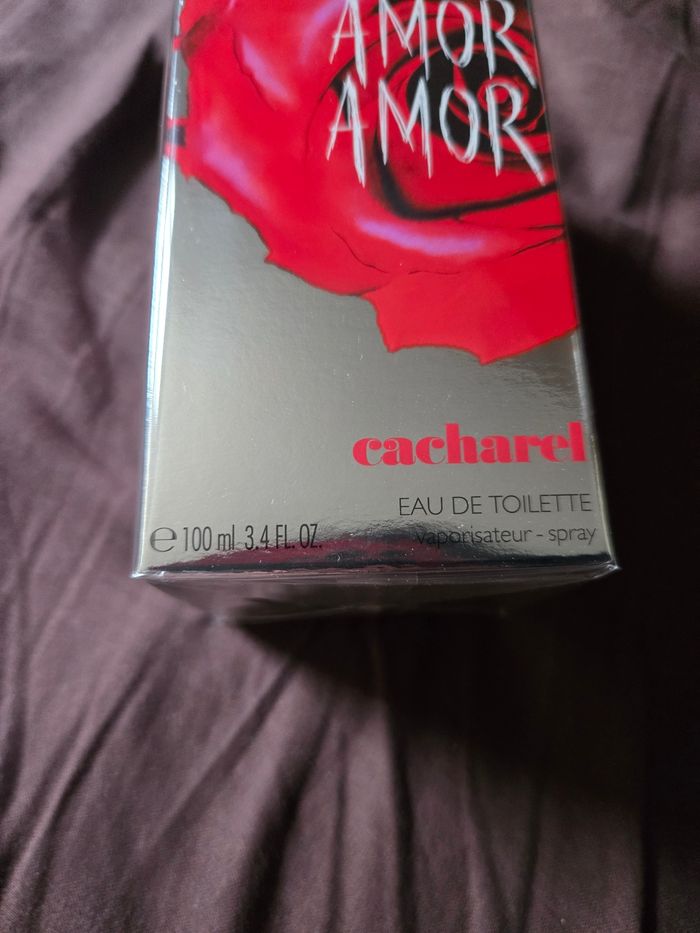 AMOR
AMOR
cacharel
EAU DE TOILETTE
vaporisateur - spray
℮ 100 ml 3.4 FL. OZ.